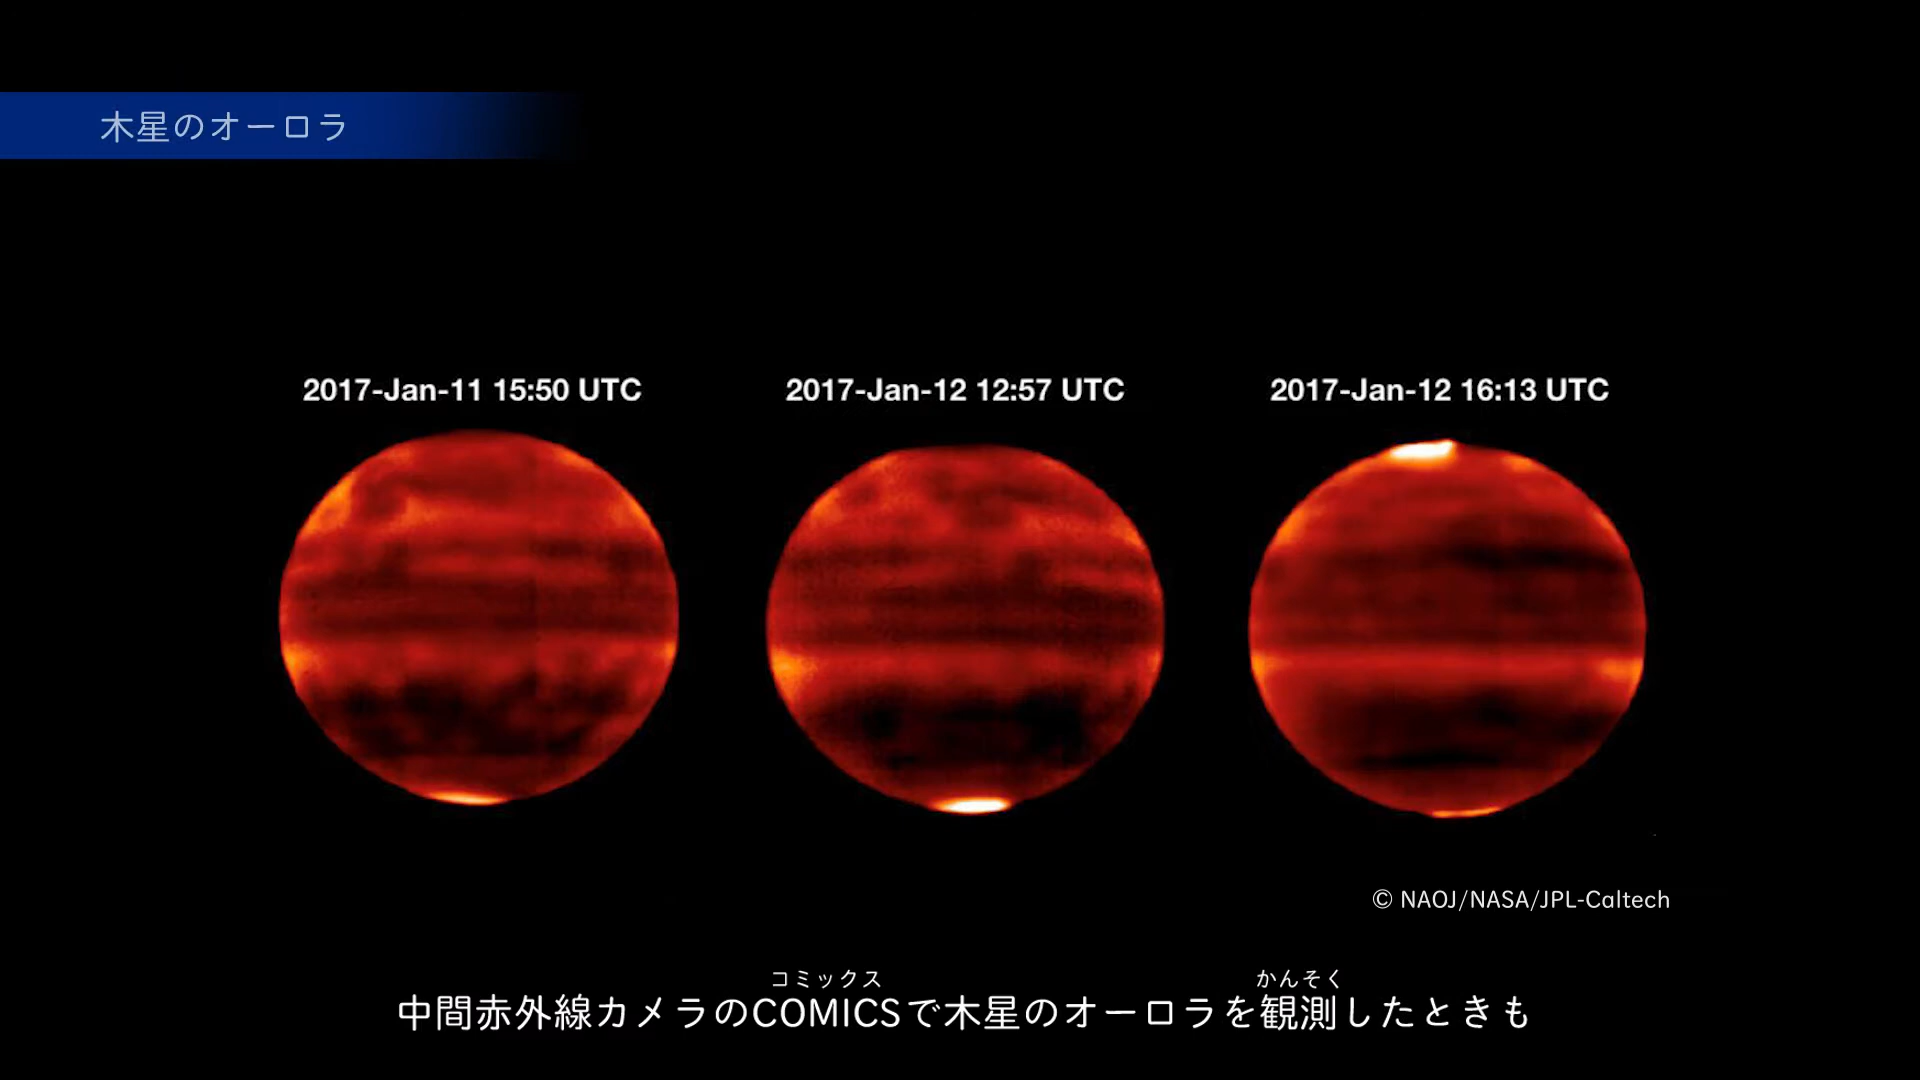 木星のオーロラ
2017-Jan-11 15:50 UTC
2017-Jan-12 12:57 UTC
2017-Jan-12 16:13 UTC
© NAOJ/NASA/JPL-Caltech
コミックス かんそく
中間赤外線カメラのCOMICSで木星のオーロラを観測したときも